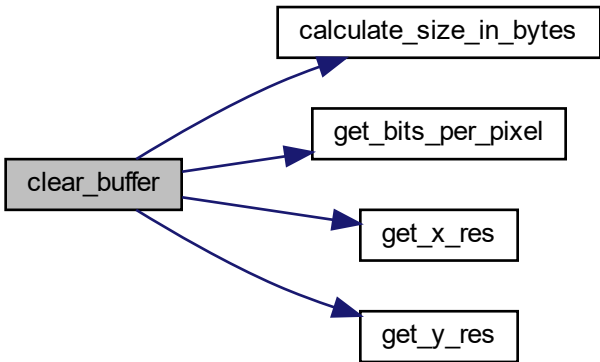 calculate_size_in_bytes
get_bits_per_pixel
clear_buffer
get_x_res
get_y_res